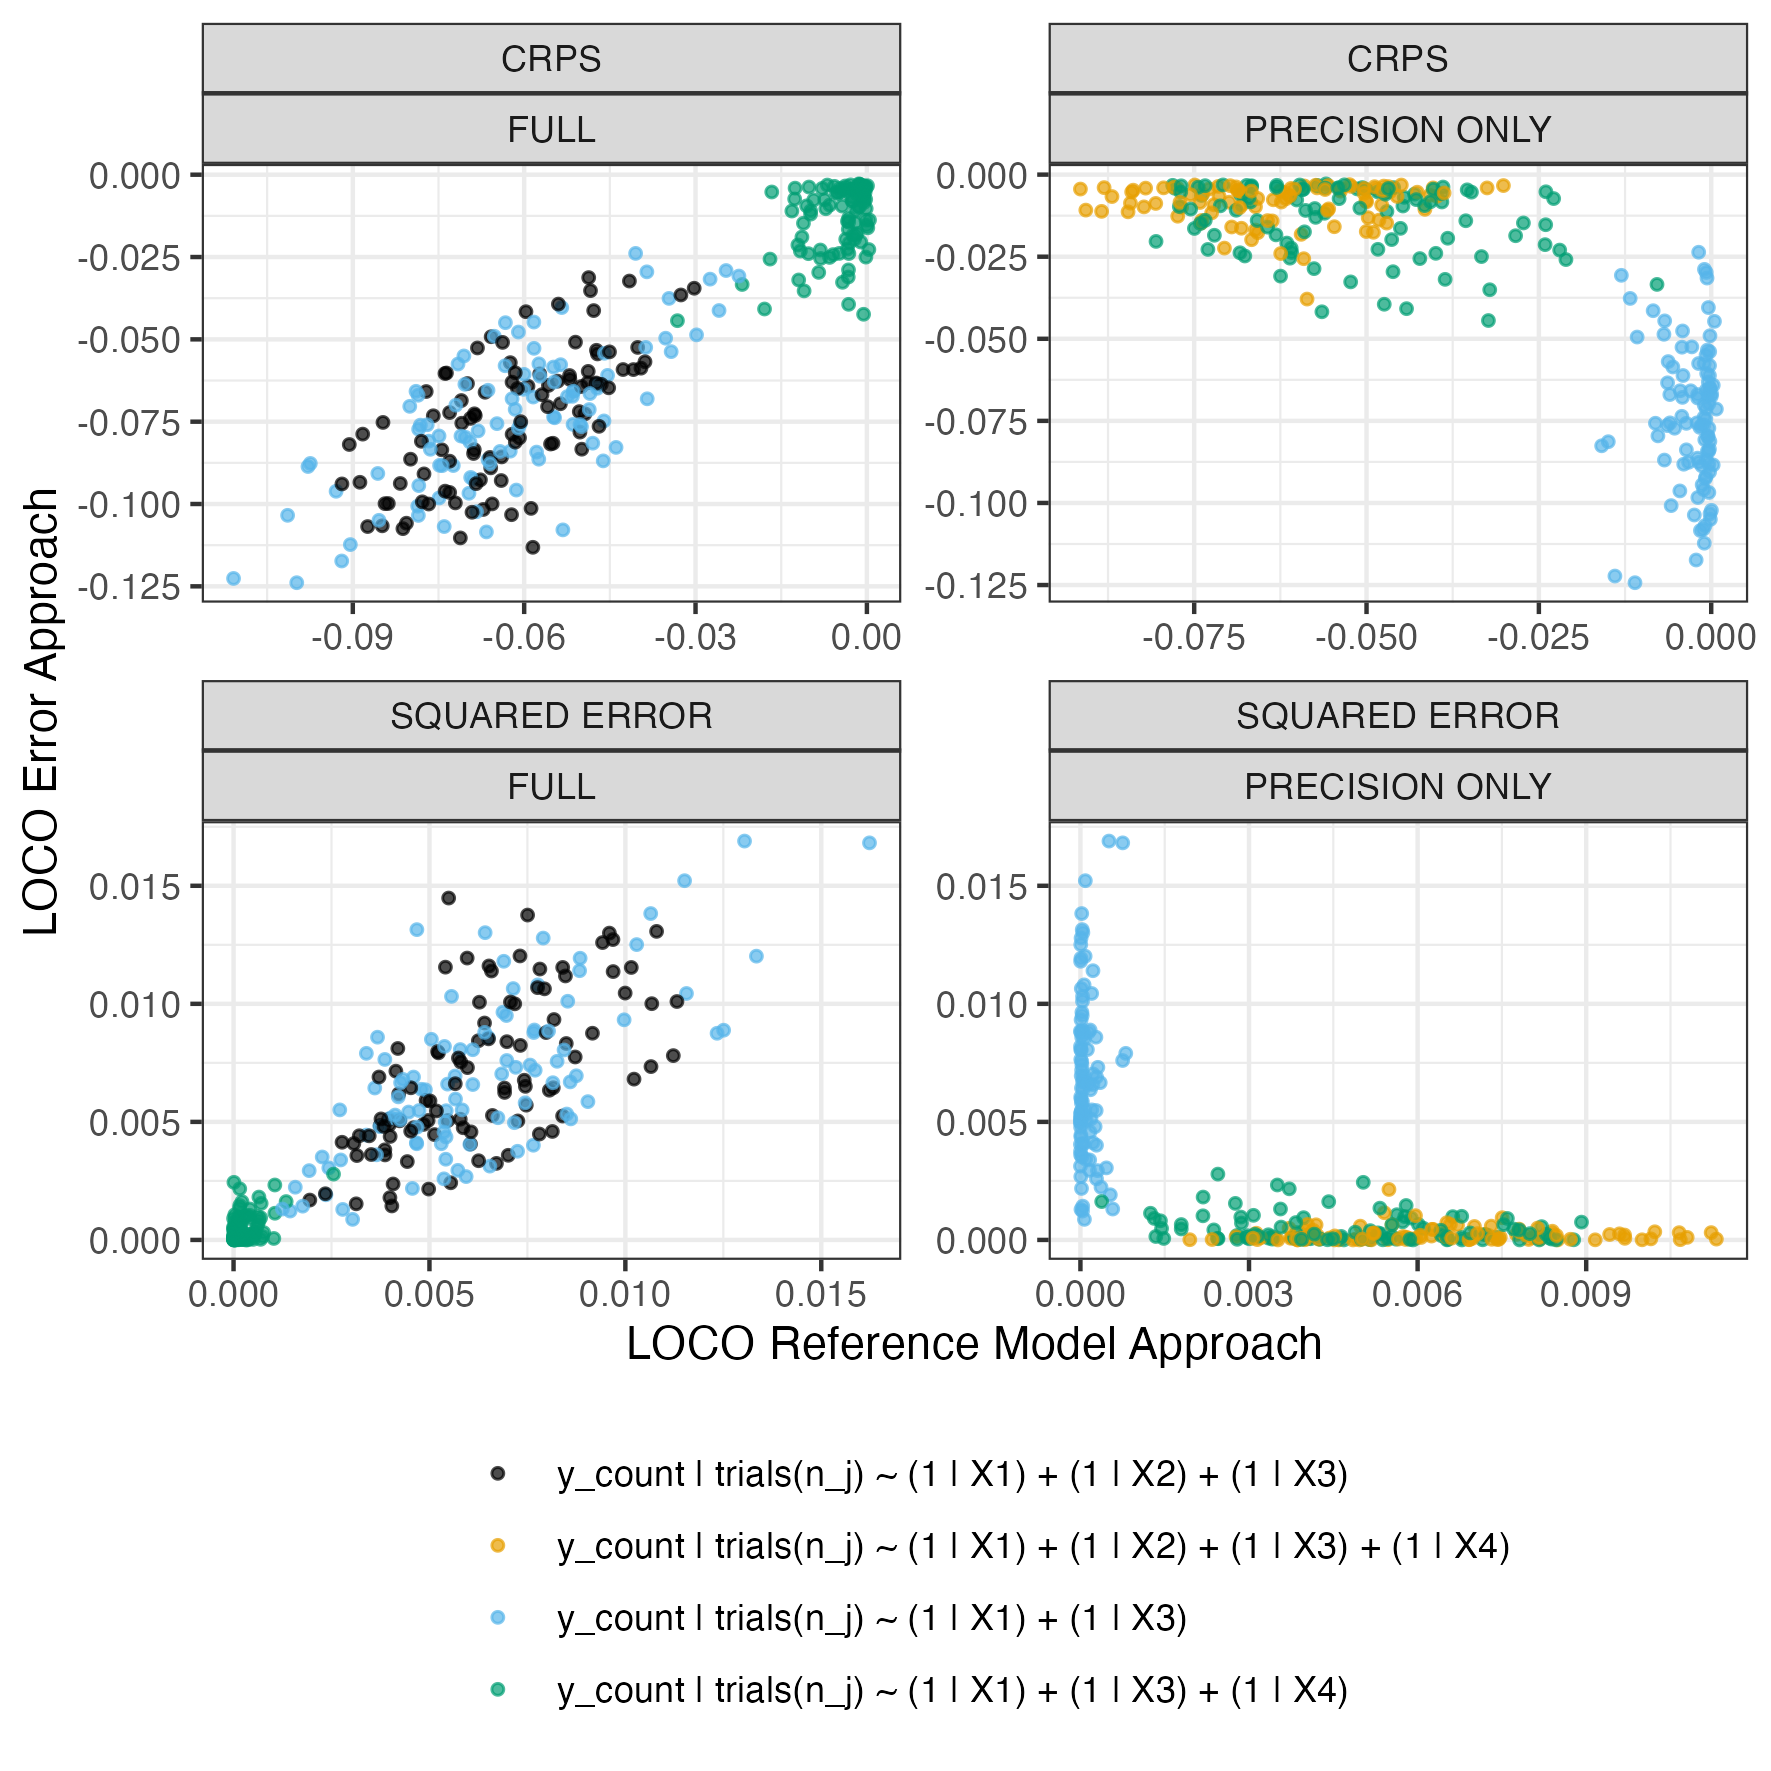 CRPS
FULL
CRPS
PRECISION ONLY
0.000
-0.025
-0.050
-0.075
-0.100
-0.125
-0.09
-0.06
-0.03
0.00
0.000
-0.025
-0.050
-0.075
-0.100
-0.125
-0.075
-0.050
-0.025
0.000
SQUARED ERROR
FULL
SQUARED ERROR
PRECISION ONLY
0.015
0.010
0.005
0.000
0.000
0.005
0.010
0.015
0.015
0.010
0.005
0.000
0.000
0.003
0.006
0.009
LOCO Error Approach
LOCO Reference Model Approach
y_count | trials(n_j) ~ (1 | X1) + (1 | X2) + (1 | X3)
y_count | trials(n_j) ~ (1 | X1) + (1 | X2) + (1 | X3) + (1 | X4)
y_count | trials(n_j) ~ (1 | X1) + (1 | X3)
y_count | trials(n_j) ~ (1 | X1) + (1 | X3) + (1 | X4)